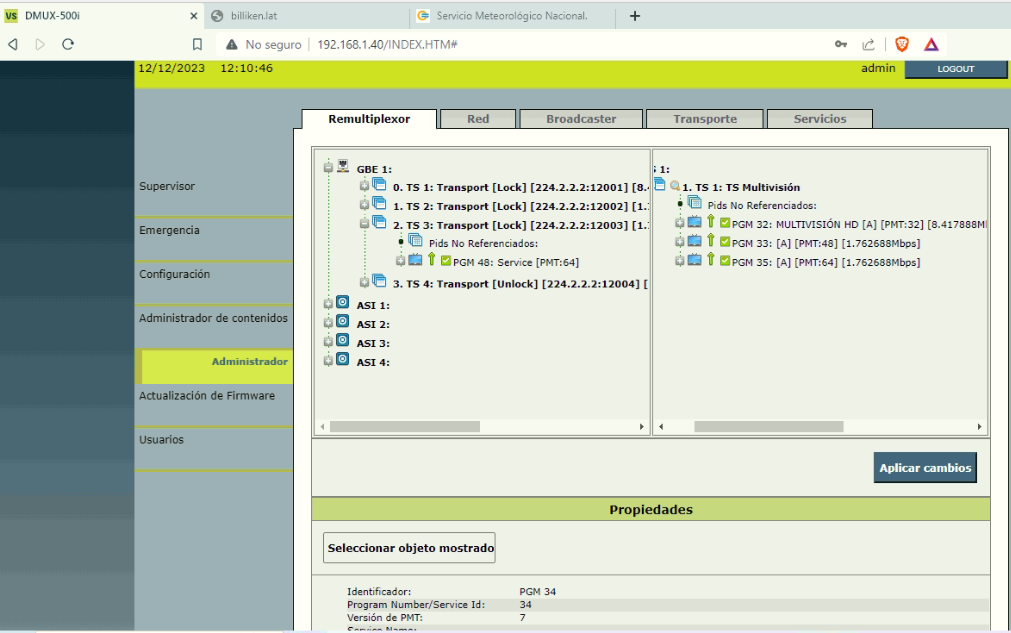 VS DMUX-500i
billiken.lat
Servicio Meteorológico Nacional.
No seguro 192.168.1.40/INDEX.HTM#
12/12/2023 12:10:46
admin LOGOUT
Remultiplexor Red Broadcaster Transporte Servicios
Supervisor
Emergencia
Configuración
Administrador de contenidos
Administrador
Actualización de Firmware
Usuarios
GBE 1:
0. TS 1: Transport [Lock] [224.2.2.2:12001] [8.
1. TS 2: Transport [Lock] [224.2.2.2:12002] [1.
2. TS 3: Transport [Lock] [224.2.2.2:12003] [1.
Pids No Referenciados:
PGM 48: Service [PMT:64]
3. TS 4: Transport [Unlock] [224.2.2.2:12004] [
ASI 1:
ASI 2:
ASI 3:
ASI 4:
1:
1. TS 1: TS Multivisión
Pids No Referenciados:
PGM 32: MULTIVISIÓN HD [A] [PMT:32] [8.417888M
PGM 33: [A] [PMT:48] [1.762688Mbps]
PGM 35: [A] [PMT:64] [1.762688Mbps]
Aplicar cambios
Propiedades
Seleccionar objeto mostrado
Identificador: PGM 34
Program Number/Service Id: 34
Versión de PMT: 7
Service Name: